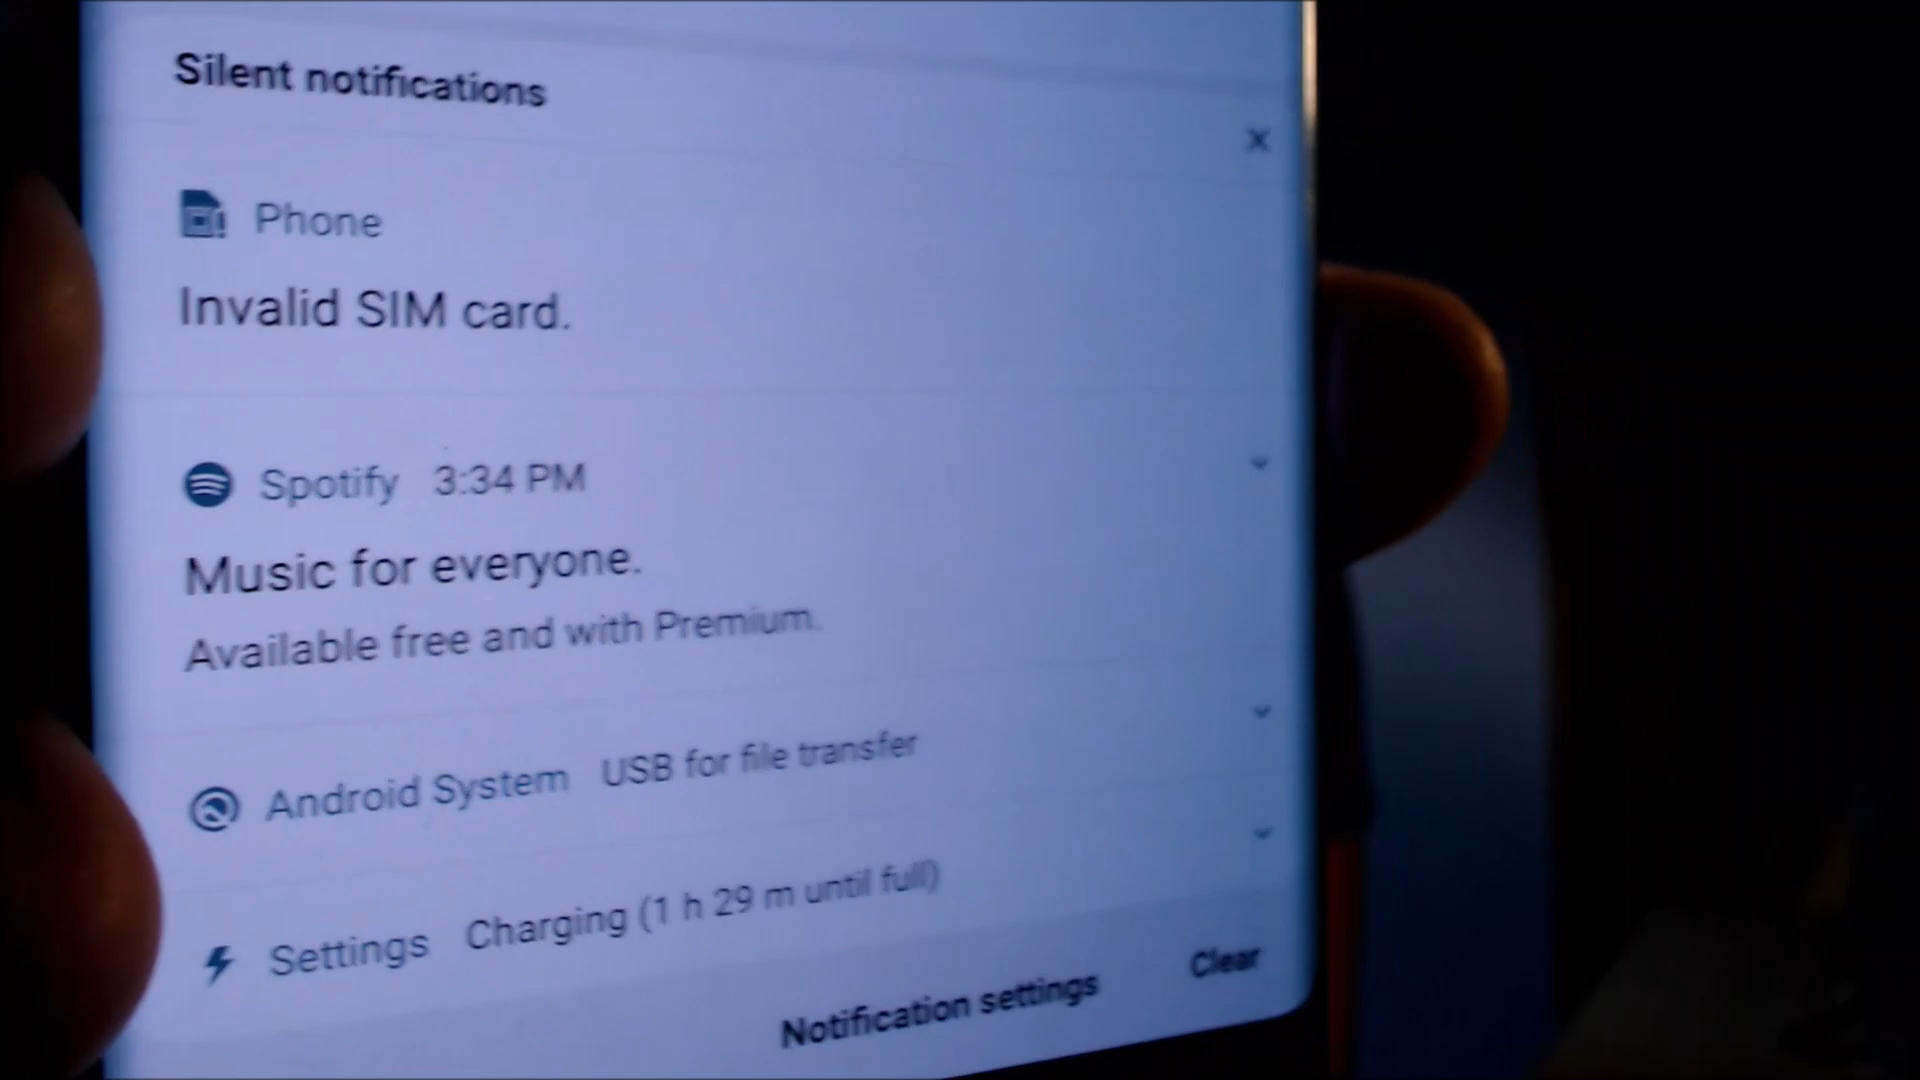 Silent notifications
Phone
Invalid SIM card.
Spotify 3:34 PM
Music for everyone.
Available free and with Premium.
Android System USB for file transfer
Settings Charging (1 h 29 m until full)
Notification settings Clear